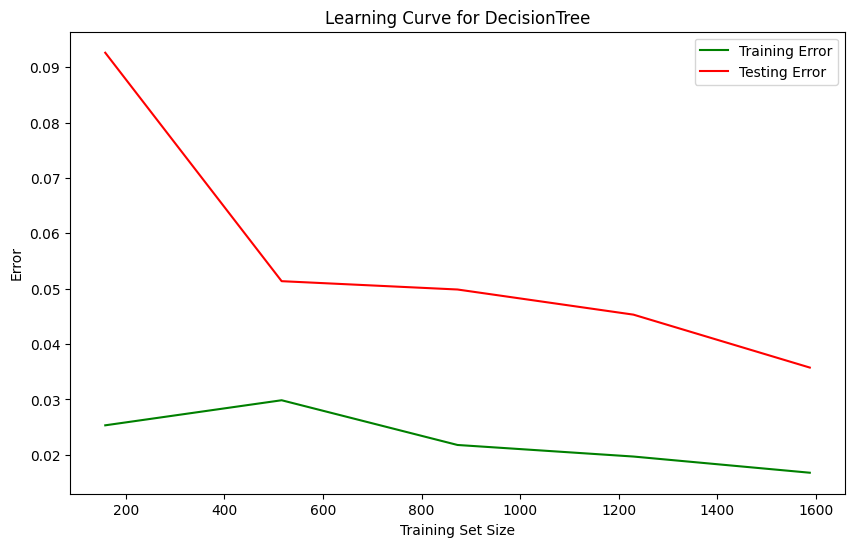 Learning Curve for DecisionTree
Training Error
Testing Error
0.09
0.08
0.07
0.06
0.05
0.04
0.03
0.02
Error
200 400 600 800 1000 1200 1400 1600
Training Set Size